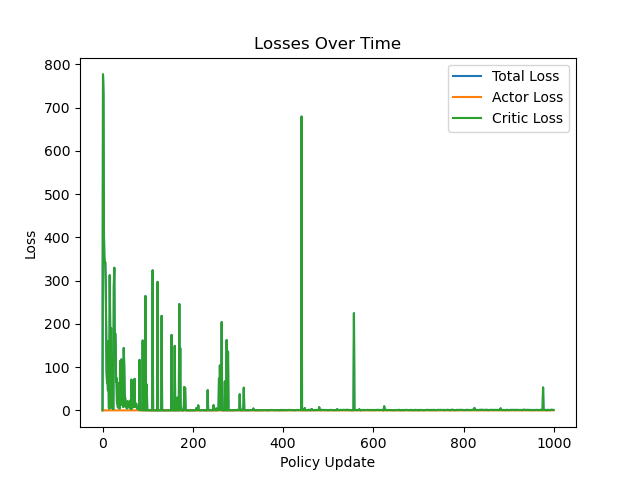 Losses Over Time
Total Loss
Actor Loss
Critic Loss
800
700
600
500
400
300
200
100
0
Loss
0 200 400 600 800 1000
Policy Update